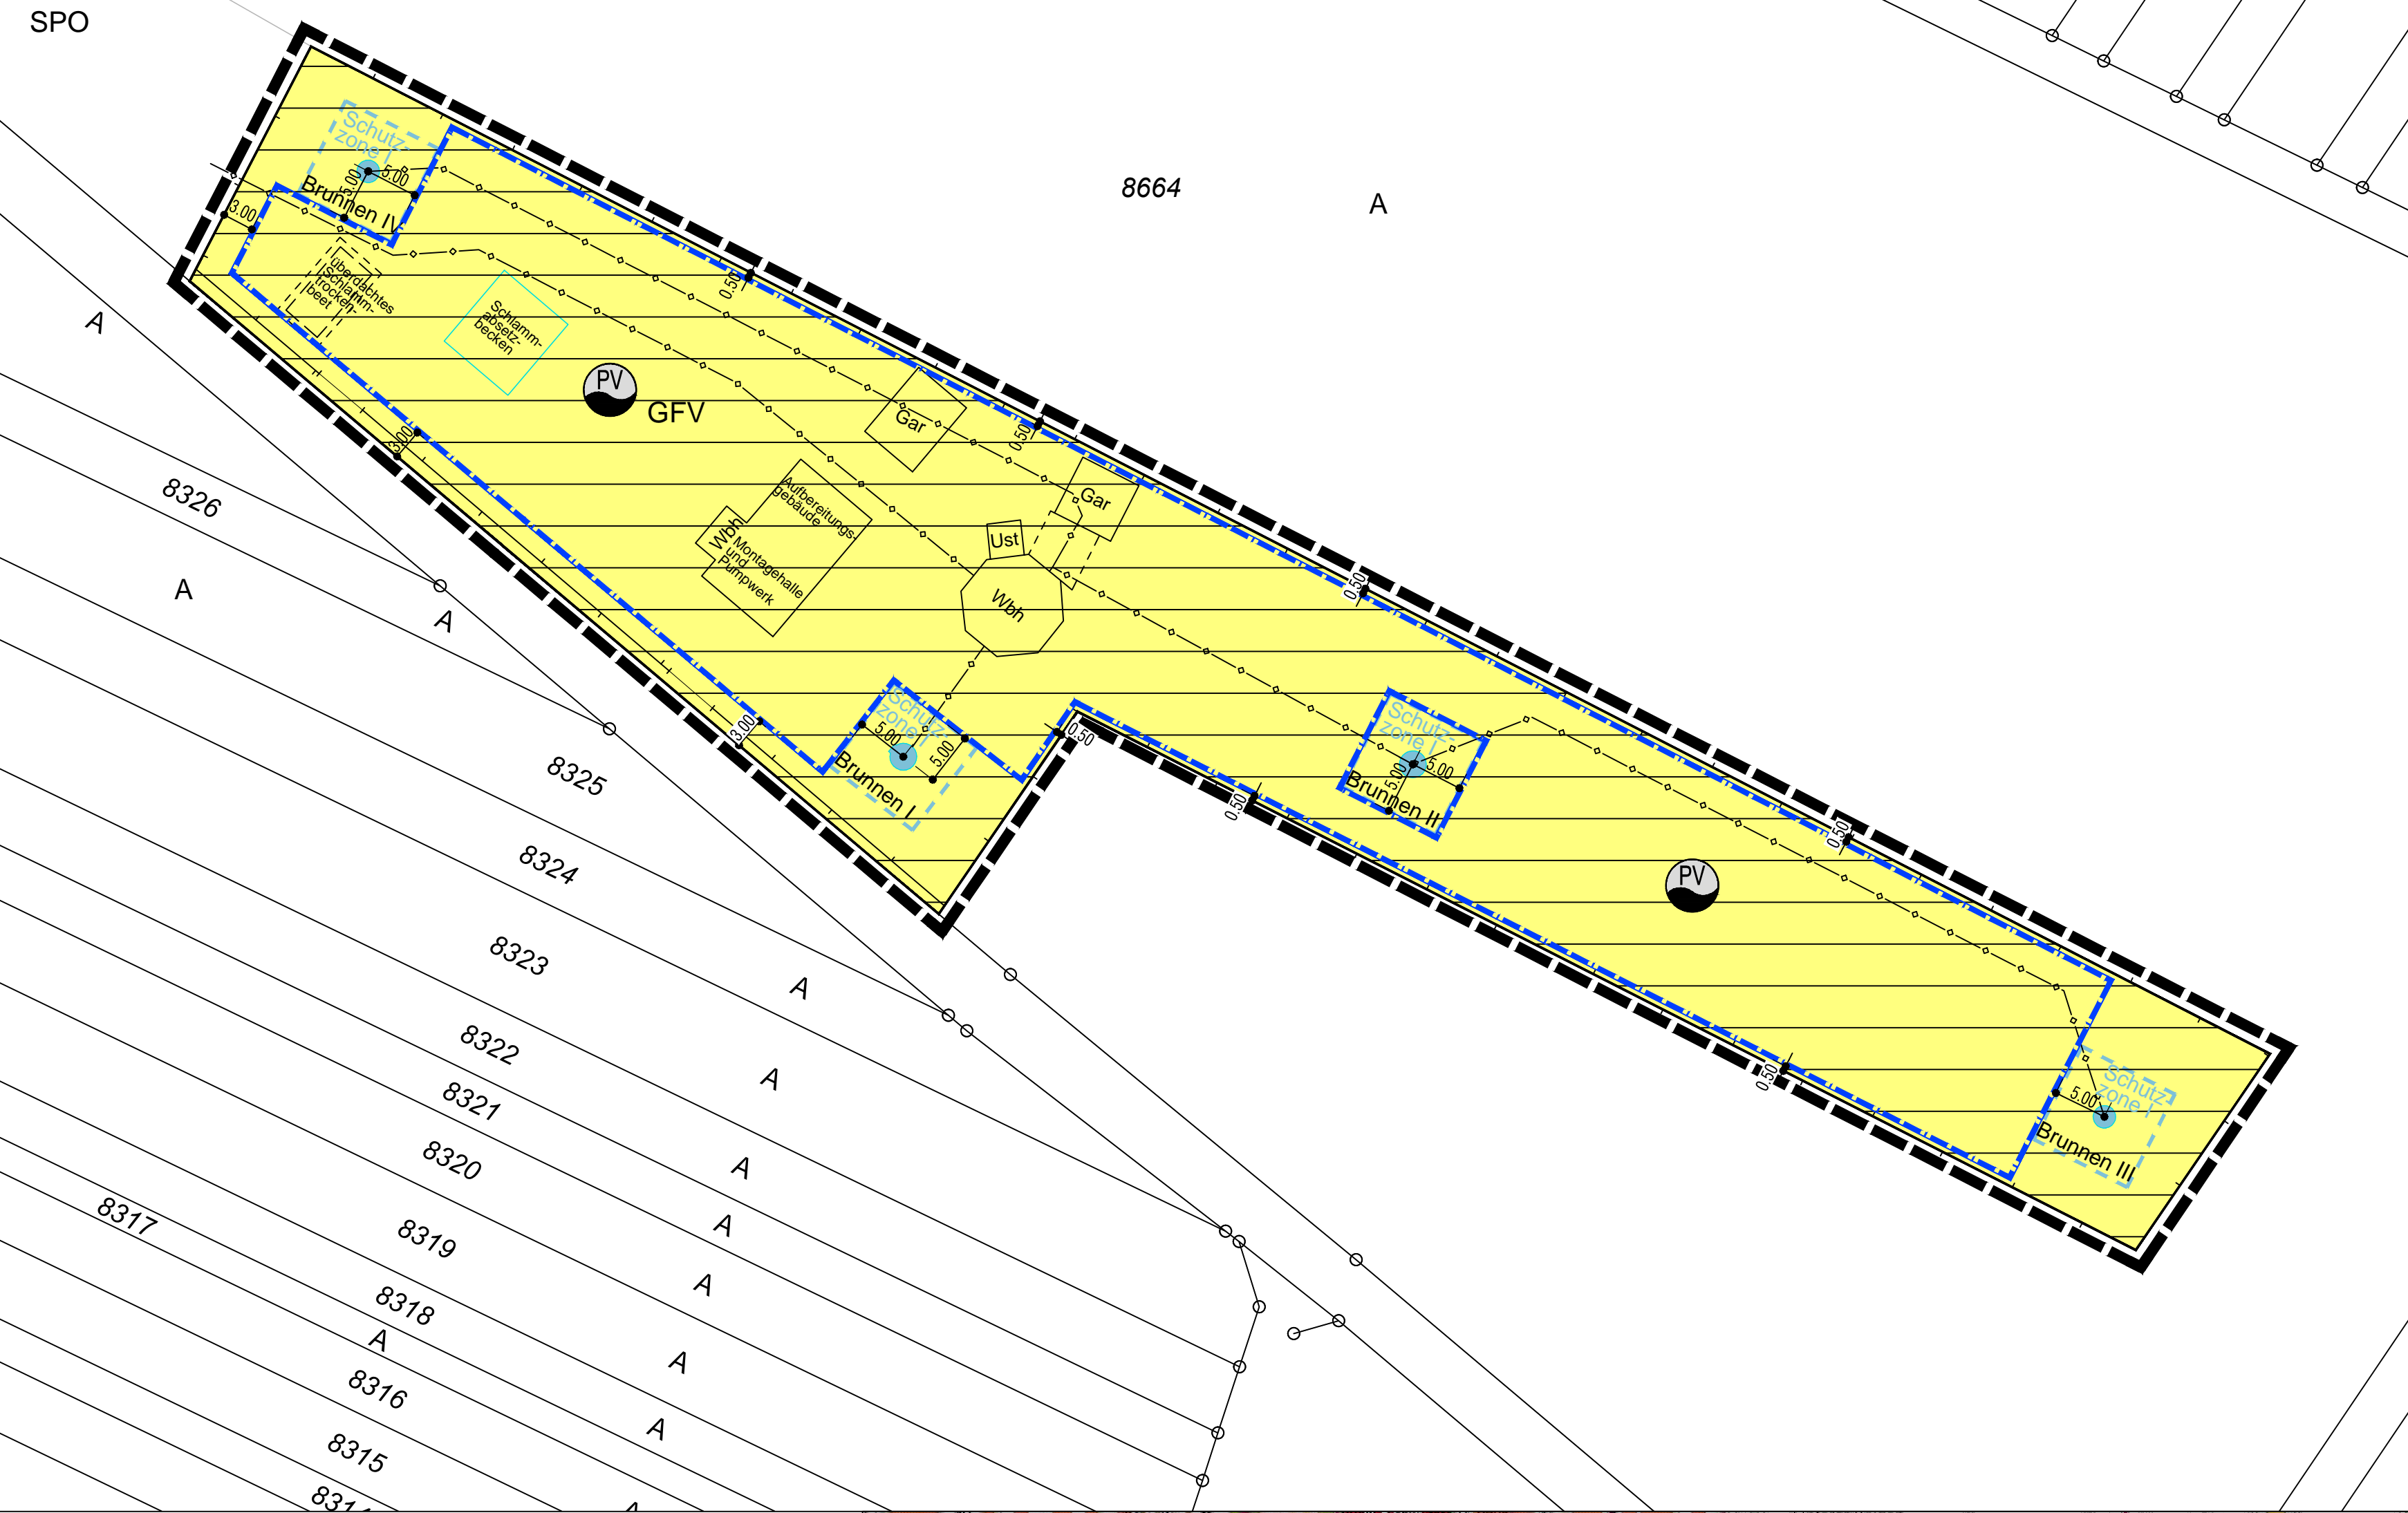 SPO
8664
A
Schutz-
zone I
5.00
5.00
Brunnen IV
3.00
0.50
überdachtes
Schlamm-
trocken-
beet
Schlamm-
absetz-
becken
A
PV
GFV
Gar
0.50
3.00
8326
Aufbereitungs-
gebäude
Wbh
Montagehalle
und
Pumpwerk
Gar
Ust
Wbh
0.50
A
A
Schutz-
zone I
5.00
5.00
Brunnen I
3.00
0.50
Schutz-
zone I
5.00
5.00
Brunnen II
0.50
0.50
PV
8325
8324
8323
A
8322
A
0.50
Schutz-
zone I
5.00
Brunnen III
8321
8320
A
8317
A
8319
A
8318
A
A
8316
A
8315
A